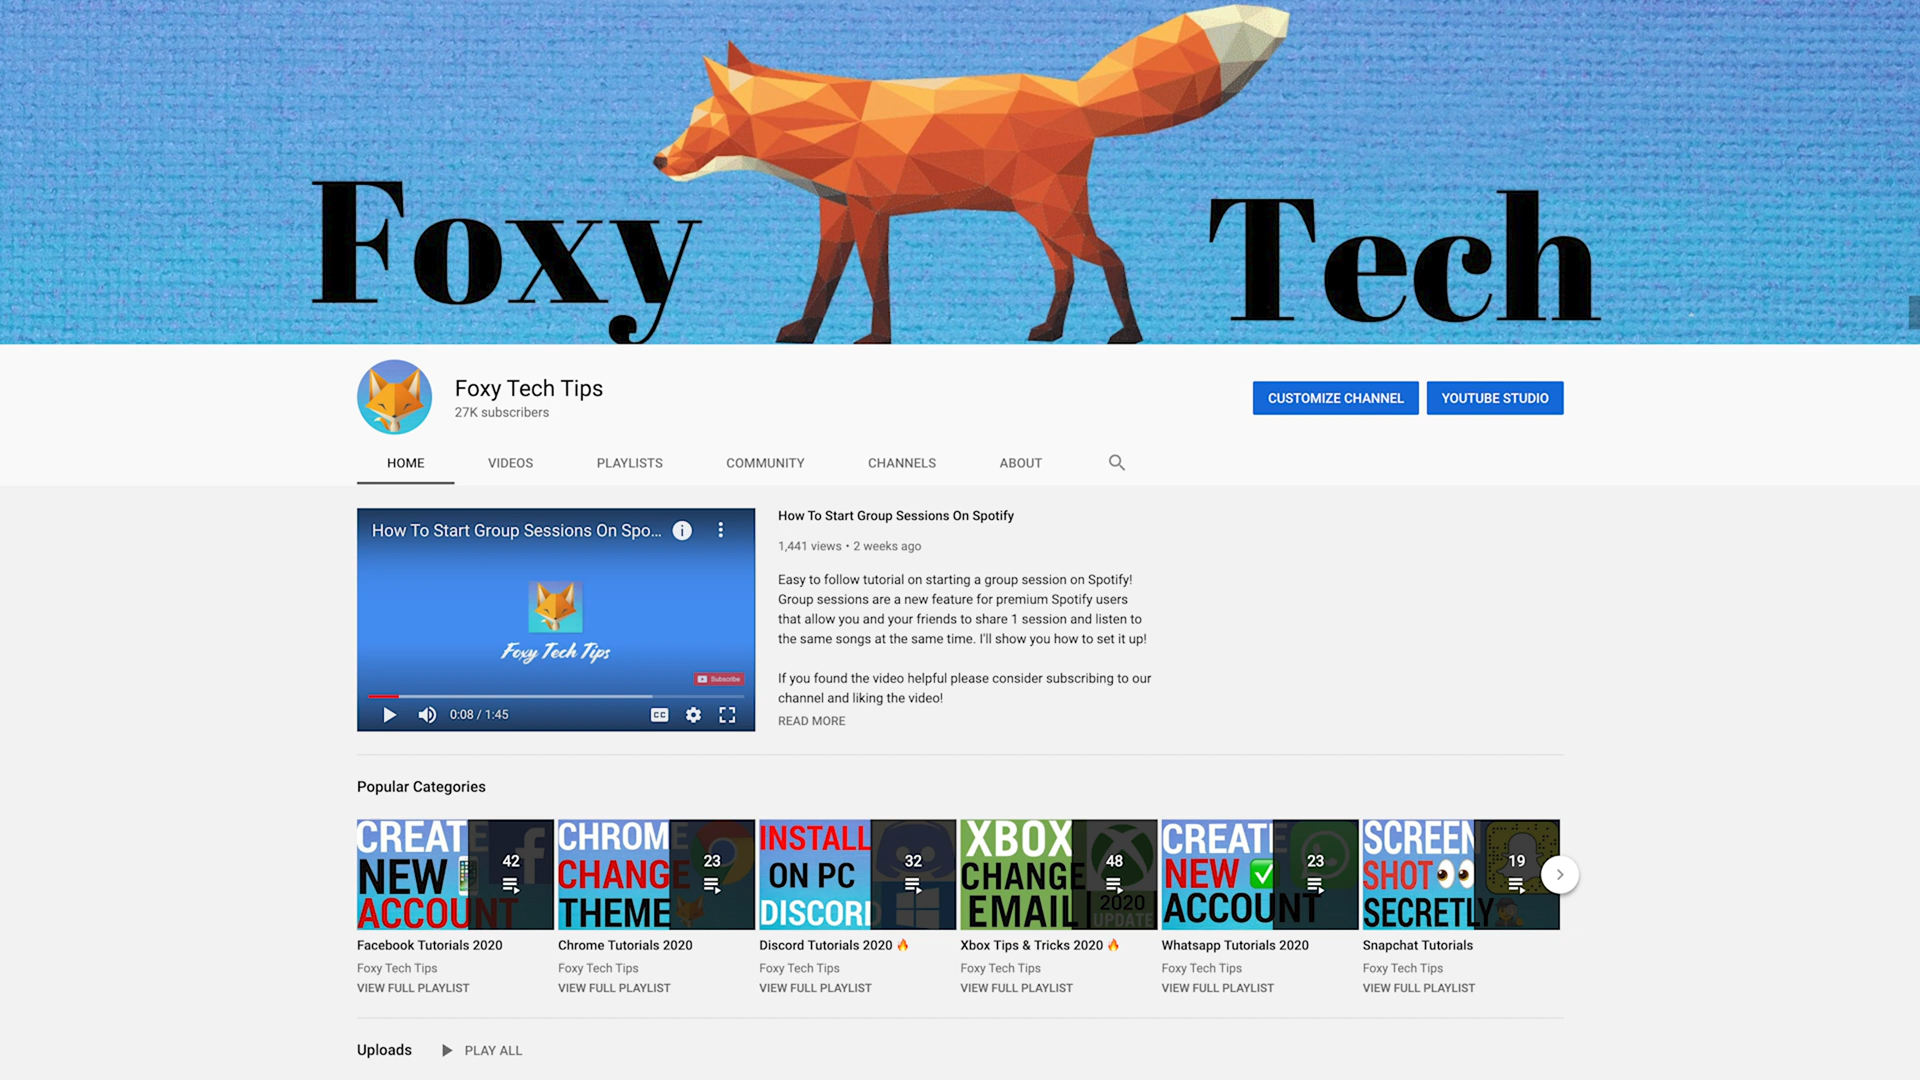 Foxy Tech
Foxy Tech Tips
27K subscribers
CUSTOMIZE CHANNEL
YOUTUBE STUDIO
HOME
VIDEOS
PLAYLISTS
COMMUNITY
CHANNELS
ABOUT
How To Start Group Sessions On Spo...
Foxy Tech Tips
Subscribe
0:08 / 1:45
CC
How To Start Group Sessions On Spotify
1,441 views • 2 weeks ago
Easy to follow tutorial on starting a group session on Spotify!
Group sessions are a new feature for premium Spotify users
that allow you and your friends to share 1 session and listen to
the same songs at the same time. I'll show you how to set it up!
If you found the video helpful please consider subscribing to our
channel and liking the video!
READ MORE
Popular Categories
CREATE
NEW
ACCOUNT
42
Facebook Tutorials 2020
Foxy Tech Tips
VIEW FULL PLAYLIST
CHROME
CHANGE
THEME
23
Chrome Tutorials 2020
Foxy Tech Tips
VIEW FULL PLAYLIST
INSTALL
ON PC
DISCORD
32
Discord Tutorials 2020 🔥
Foxy Tech Tips
VIEW FULL PLAYLIST
XBOX
CHANGE
EMAIL
2020
UPDATE
48
Xbox Tips & Tricks 2020 🔥
Foxy Tech Tips
VIEW FULL PLAYLIST
CREATE
NEW ✅
ACCOUNT
23
Whatsapp Tutorials 2020
Foxy Tech Tips
VIEW FULL PLAYLIST
SCREEN
SHOT 👀
SECRETLY
19
Snapchat Tutorials
Foxy Tech Tips
VIEW FULL PLAYLIST
Uploads
PLAY ALL